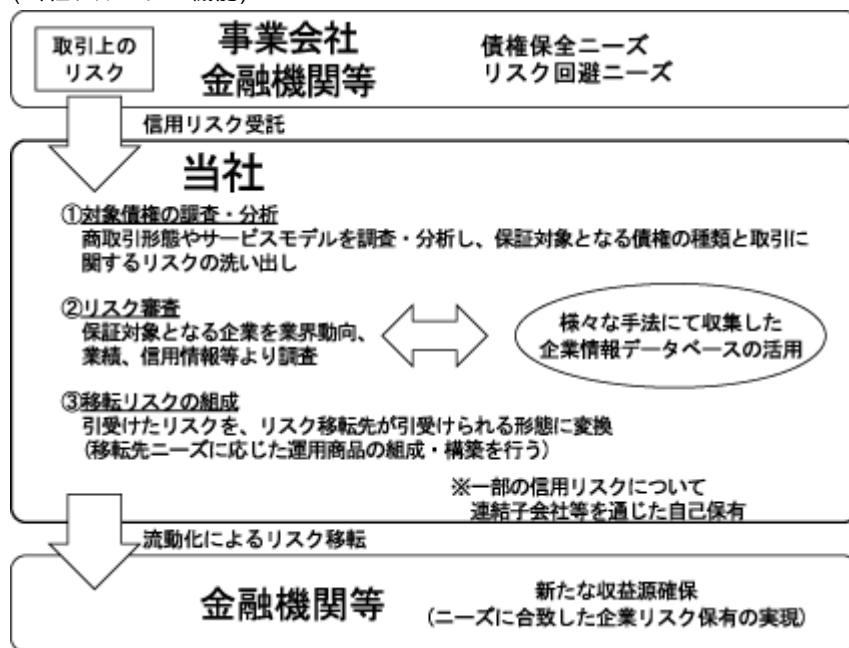 取引上の
リスク
事業会社
金融機関等
債権保全ニーズ
リスク回避ニーズ
信用リスク受託
当社
①対象債権の調査・分析
商取引形態やサービスモデルを調査・分析し、保証対象となる債権の種類と取引に
関するリスクの洗い出し
②リスク審査
保証対象となる企業を業界動向、
業績、信用情報等より調査
様々な手法にて収集した
企業情報データベースの活用
③移転リスクの組成
引受けたリスクを、リスク移転先が引受けられる形態に変換
(移転先ニーズに応じた運用商品の組成・構築を行う)
※一部の信用リスクについて
連結子会社等を通じた自己保有
流動化によるリスク移転
金融機関等
新たな収益源確保
(ニーズに合致した企業リスク保有の実現)